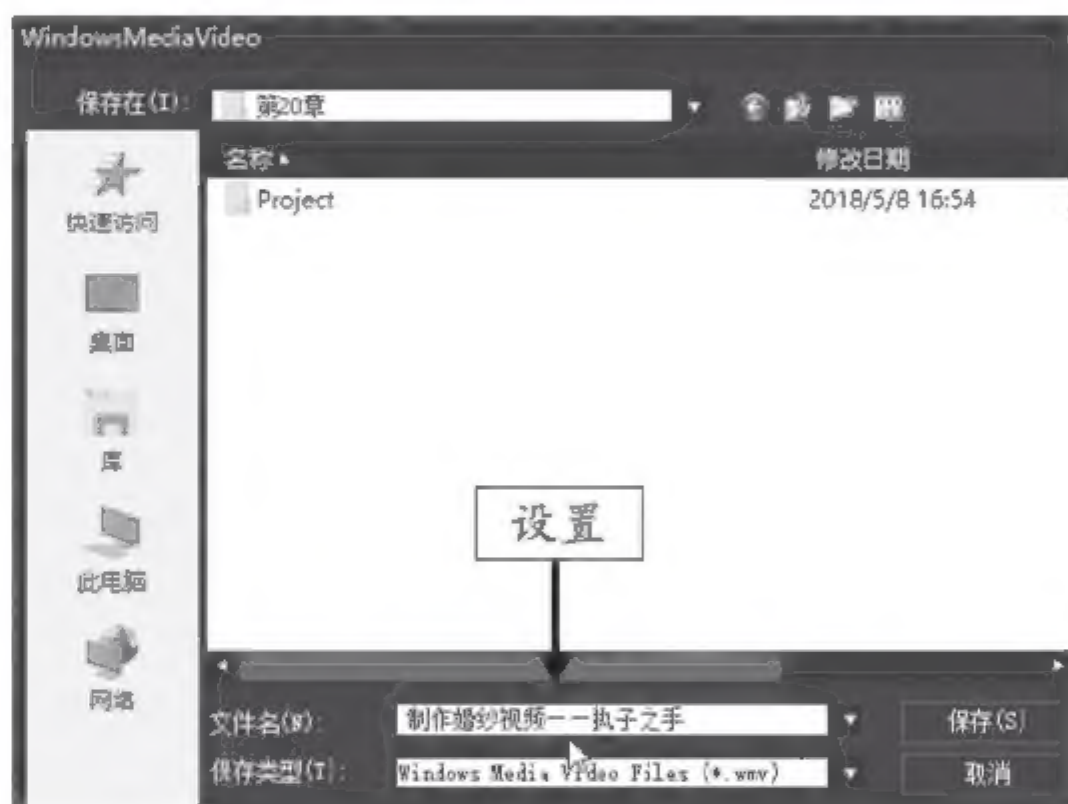 WindowsMediaVideo
保存在(I):
第20章
名称
修改日期
快速访问
Project
2018/5/8 16:54
桌面
库
设置
此电脑
网络
文件名(N):
制作婚纱视频——执子之手
保存(S)
保存类型(T):
Windows Media Video Files (*.wmv)
取消